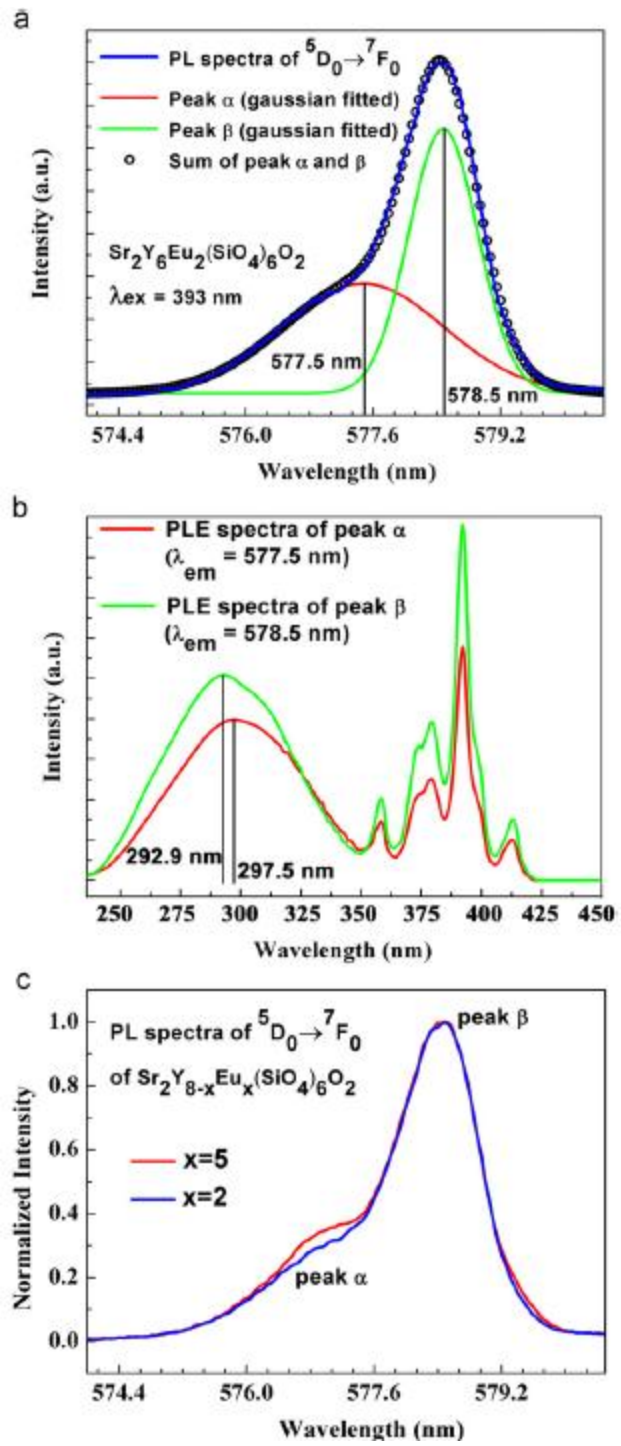 a
PL spectra of ⁵D₀→⁷F₀
Peak α (gaussian fitted)
Peak β (gaussian fitted)
Sum of peak α and β
Sr₂Y₆Eu₂(SiO₄)₆O₂
λex = 393 nm
577.5 nm
578.5 nm
Intensity (a.u.)
574.4 576.0 577.6 579.2
Wavelength (nm)
b
PLE spectra of peak α
(λem = 577.5 nm)
PLE spectra of peak β
(λem = 578.5 nm)
Intensity (a.u.)
292.9 nm
297.5 nm
250 275 300 325 350 375 400 425 450
Wavelength (nm)
c
PL spectra of ⁵D₀→⁷F₀
of Sr₂Y₈₋ₓEuₓ(SiO₄)₆O₂
peak β
x=5
x=2
peak α
Normalized Intensity
1.0
0.8
0.6
0.4
0.2
0.0
574.4 576.0 577.6 579.2
Wavelength (nm)